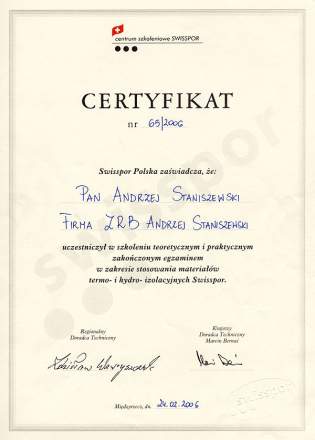 centrum szkoleniowe SWISSPOR
CERTYFIKAT
nr 65/2006
Swisspor Polska zaświadcza, że:
PAN ANDRZEJ STANISZEWSKI
FIRMA ZRB ANDRZEJ STANISZEWSKI
uczestniczył w szkoleniu teoretycznym i praktycznym
zakończonym egzaminem
w zakresie stosowania materiałów
termo- i hydro- izolacyjnych Swisspor.
Regionalny
Doradca Techniczny
Krajowy
Doradca Techniczny
Marcin Bernaś
Międzyrzecz, dn. 24.02.2006
swisspor